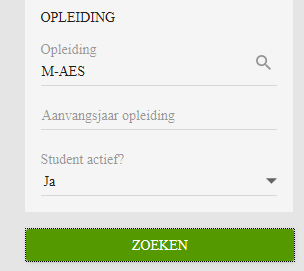 OPLEIDING
Opleiding
M-AES
Aanvangsjaar opleiding
Student actief?
Ja
ZOEKEN